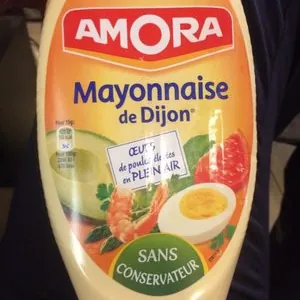 AMORA
Mayonnaise
de Dijon
ŒUFS
de poules élevées
en PLEIN AIR
SANS
CONSERVATEUR